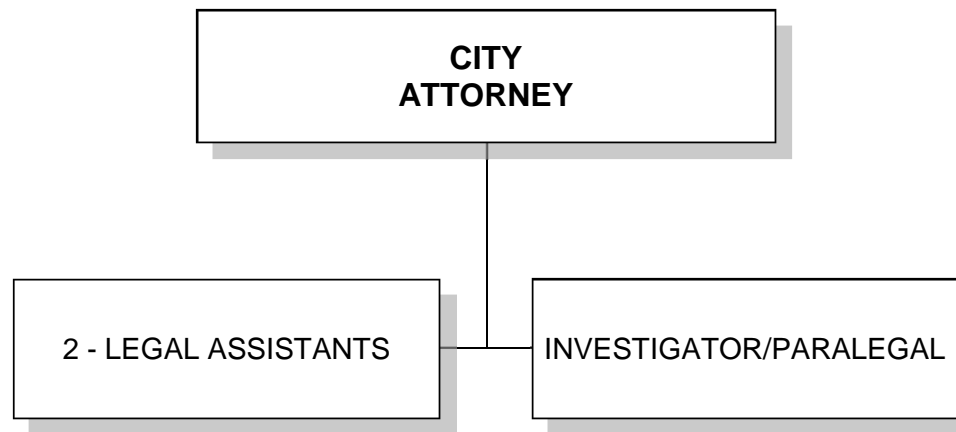 CITY
ATTORNEY
2 - LEGAL ASSISTANTS
INVESTIGATOR/PARALEGAL